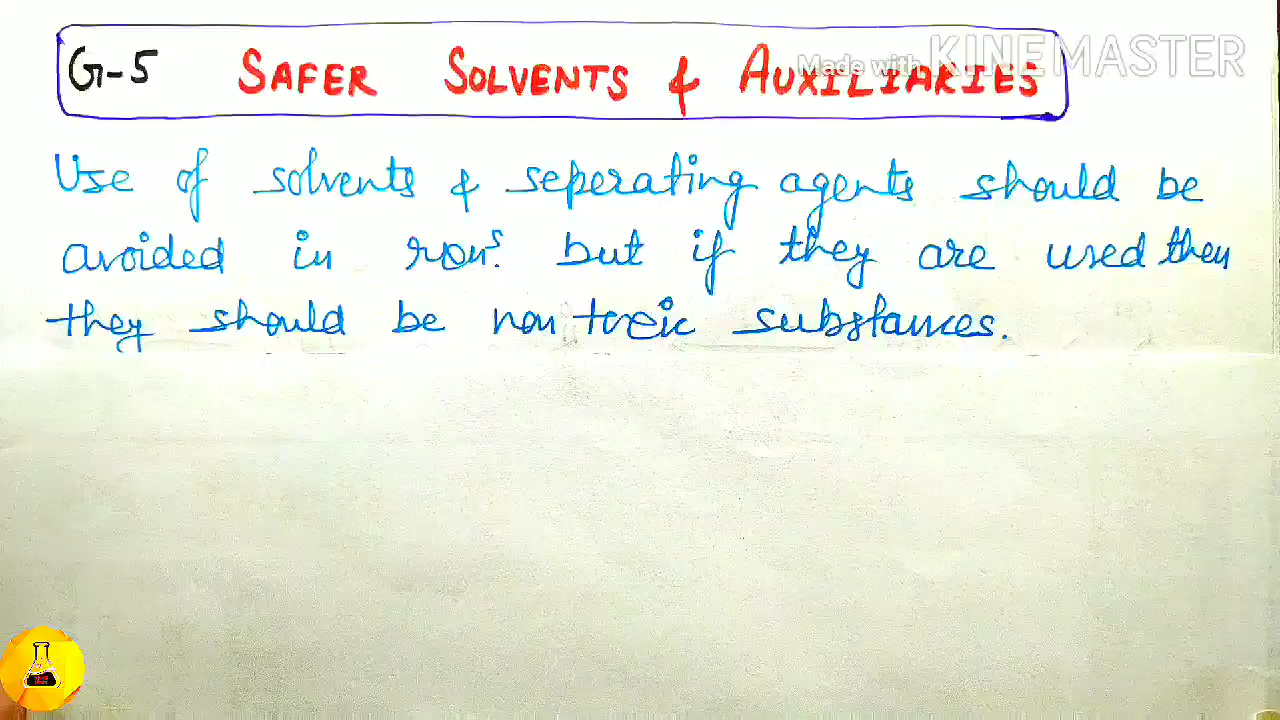 G-5 SAFER SOLVENTS & AUXILIARIES
Made with KINEMASTER
Use of solvents & seperating agents should be
avoided in rxns. but if they are used then
they should be non toxic substances.